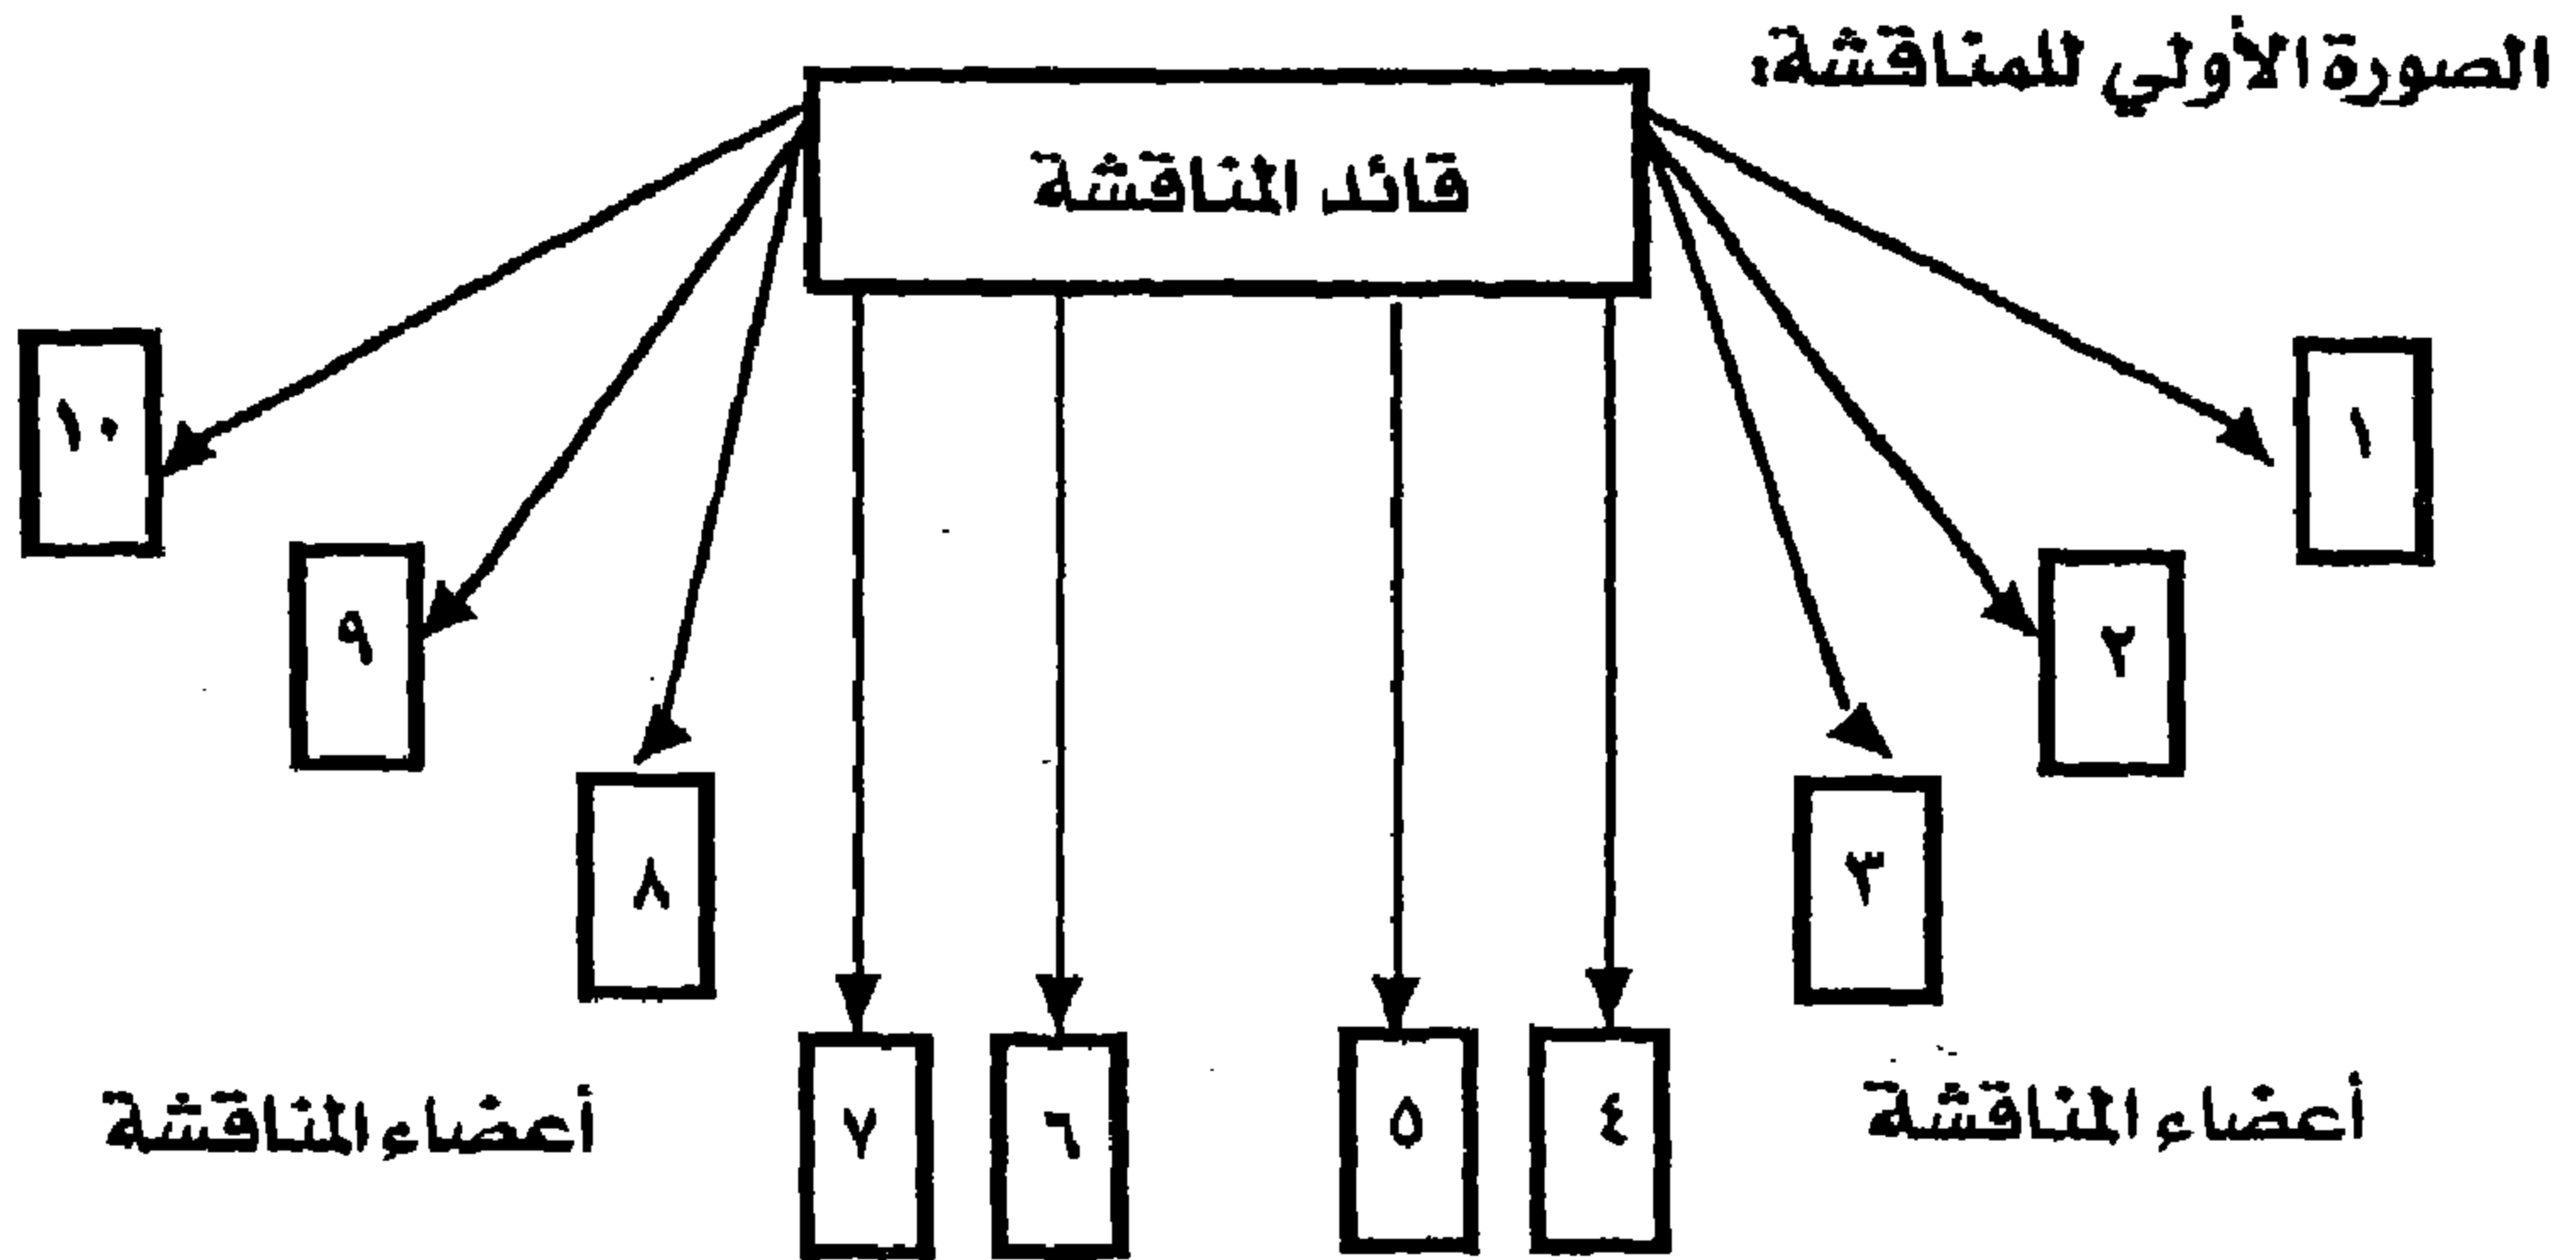 الصورة الأولي للمناقشة:
قائد المناقشة
١
٢
٣
٤
٥
٦
٧
٨
٩
١٠
أعضاء المناقشة
أعضاء المناقشة